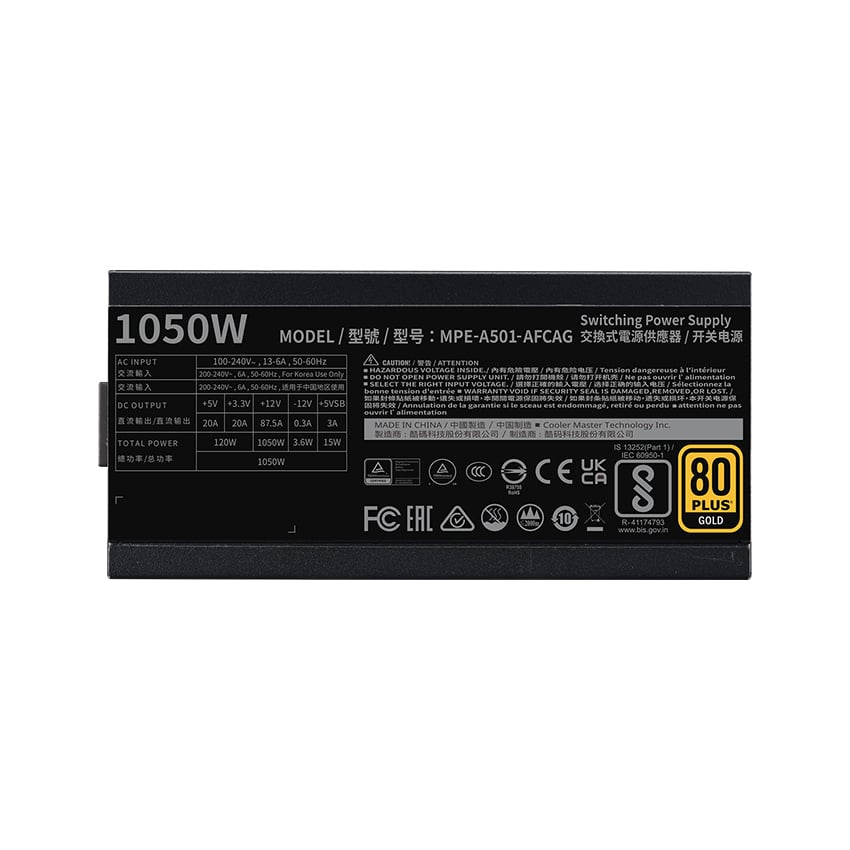 1050W
MODEL / 型號 / 型号：MPE-A501-AFCAG
Switching Power Supply
交換式電源供應器 / 开关电源
AC INPUT 100-240V~ , 13-6A , 50-60Hz
交流輸入 200-240V~ , 6A , 50-60Hz , For Korea Use Only
交流输入 200-240V~ , 6A , 50-60Hz , 适用于中国地区使用
DC OUTPUT +5V +3.3V +12V -12V +5VSB
直流輸出/直流输出 20A 20A 87.5A 0.3A 3A
TOTAL POWER 120W 1050W 3.6W 15W
總功率/总功率 1050W
CAUTION! / 警告 / ATTENTION
■ HAZARDOUS VOLTAGE INSIDE. / 內有危險電壓 / 内有危险电压 / Tension dangereuse à l'intérieur
■ DO NOT OPEN POWER SUPPLY UNIT. / 請勿打開機殼 / 请勿打开机壳 / Ne pas ouvrir l' alimentation
■ SELECT THE RIGHT INPUT VOLTAGE. / 選擇正確的輸入電壓 / 选择正确的输入电压 / Sélectionnez la
bonne tension d'entrée ■ WARRANTY VOID IF SECURITY SEAL IS DAMAGED,REMOVED,OR LOST. /
如果封條貼紙被移動，遺失或損壞，本開關電源保固將失效 / 如果封条贴纸被移动，遗失或损坏，本开关电源保
固将失效 / Annulation de la garantie si le sceau est endommagé, retiré ou perdu ■ attention ne pas
ouvrir l' alimentation
MADE IN CHINA / 中國製造 / 中国制造 ■ Cooler Master Technology Inc.
製造商：酷碼科技股份有限公司 / 制造商：酷码科技股份有限公司
IS 13252(Part 1) /
IEC 60950-1
CCC
R38755
RoHS
CE
UK
CA
R- 41174793
www.bis.gov.in
80
PLUS
GOLD
FC
EAC
2000m
10